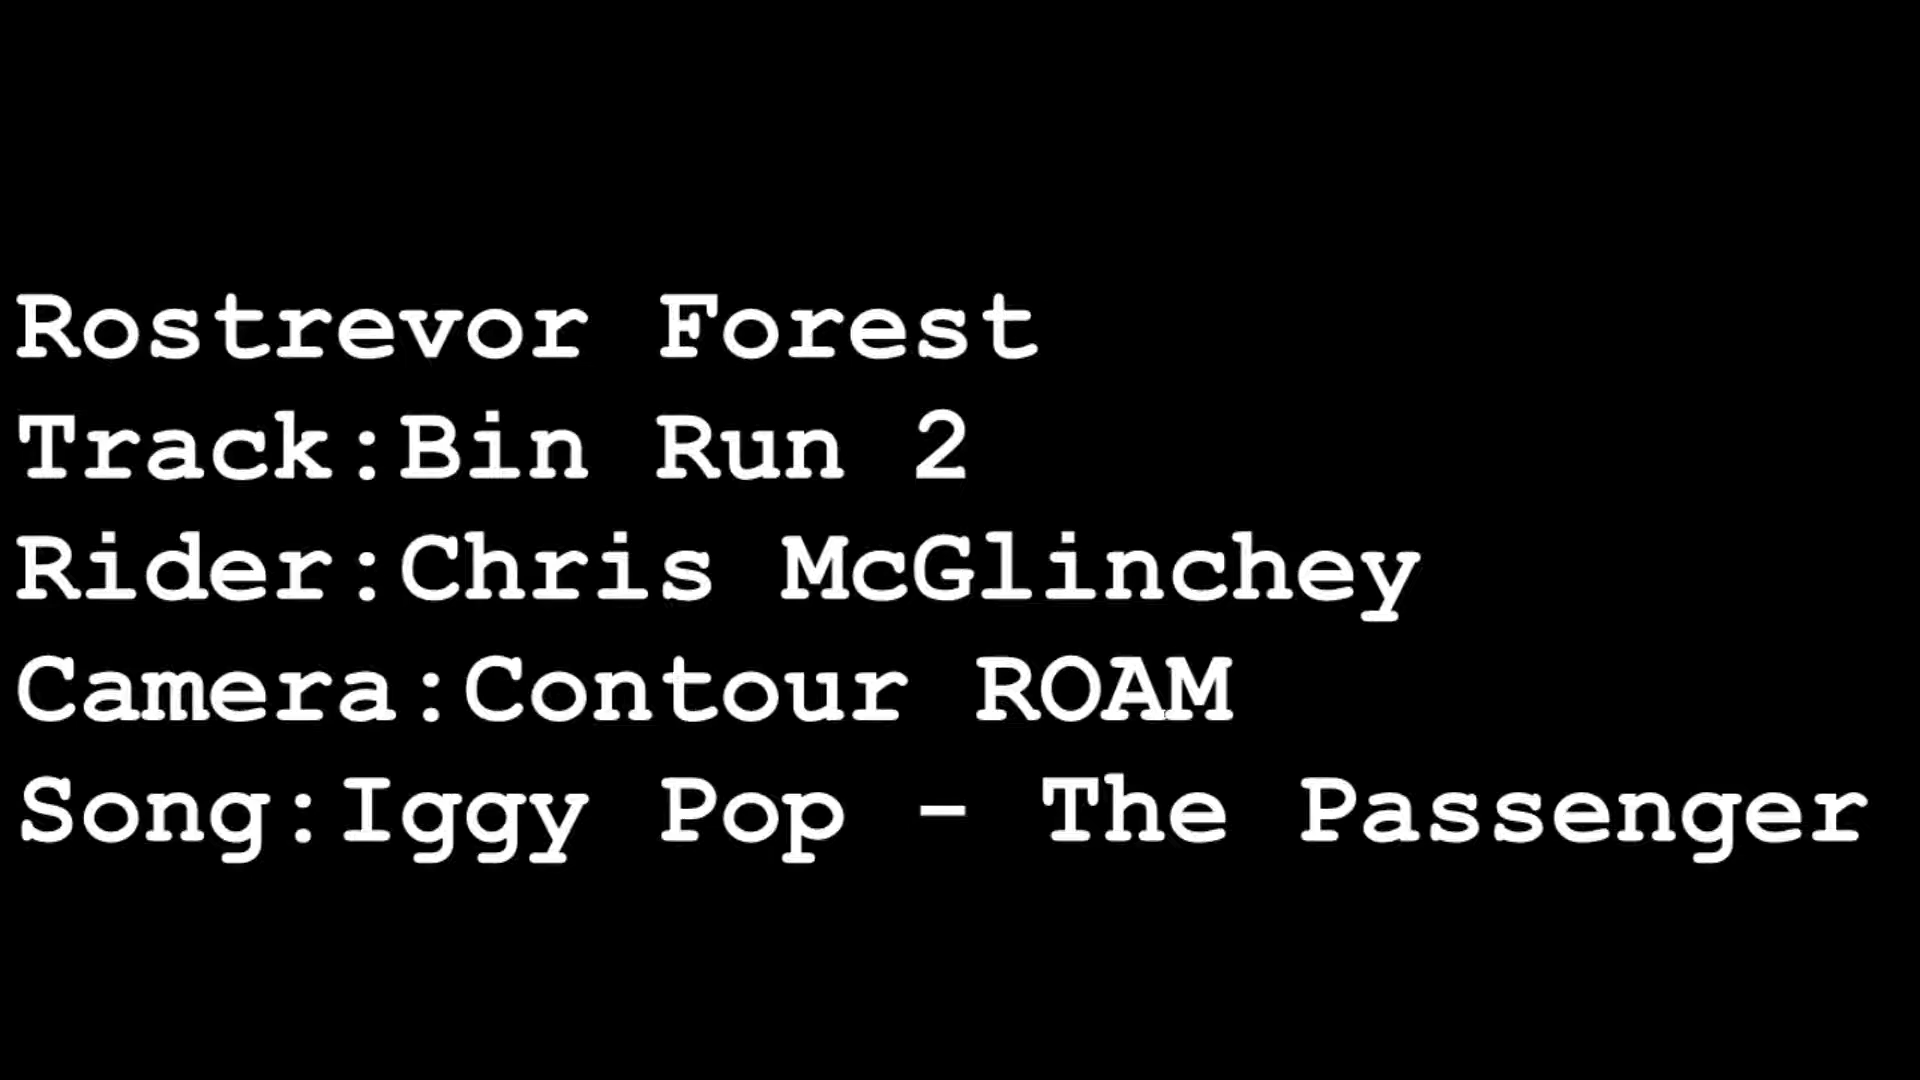 Rostrevor Forest
Track:Bin Run 2
Rider:Chris McGlinchey
Camera:Contour ROAM
Song:Iggy Pop - The Passenger